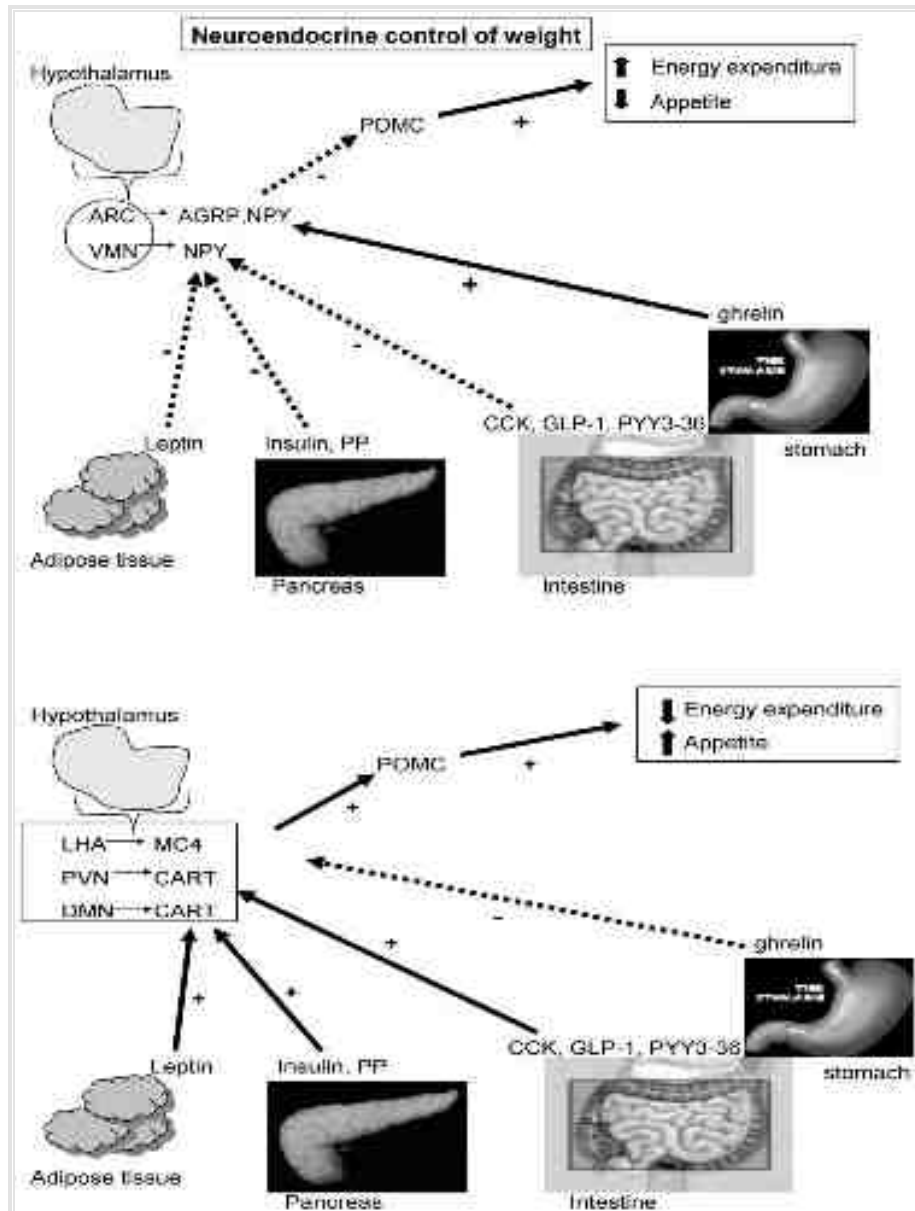 Neuroendocrine control of weight
Hypothalamus
Energy expenditure
Appetite
POMC
+
-
ARC AGRP,NPY
VMN NPY
+
ghrelin
-
-
-
THE
CCK, GLP-1, PYY3-36
Leptin
Insulin, PP
stomach
Adipose tissue
Pancreas
Intestine
Hypothalamus
Energy expenditure
Appetite
POMC
+
+
LHA MC4
PVN CART
DMN CART
-
ghrelin
+
+
+
THE
CCK, GLP-1, PYY3-36
Leptin
Insulin, PP
stomach
Adipose tissue
Pancreas
Intestine